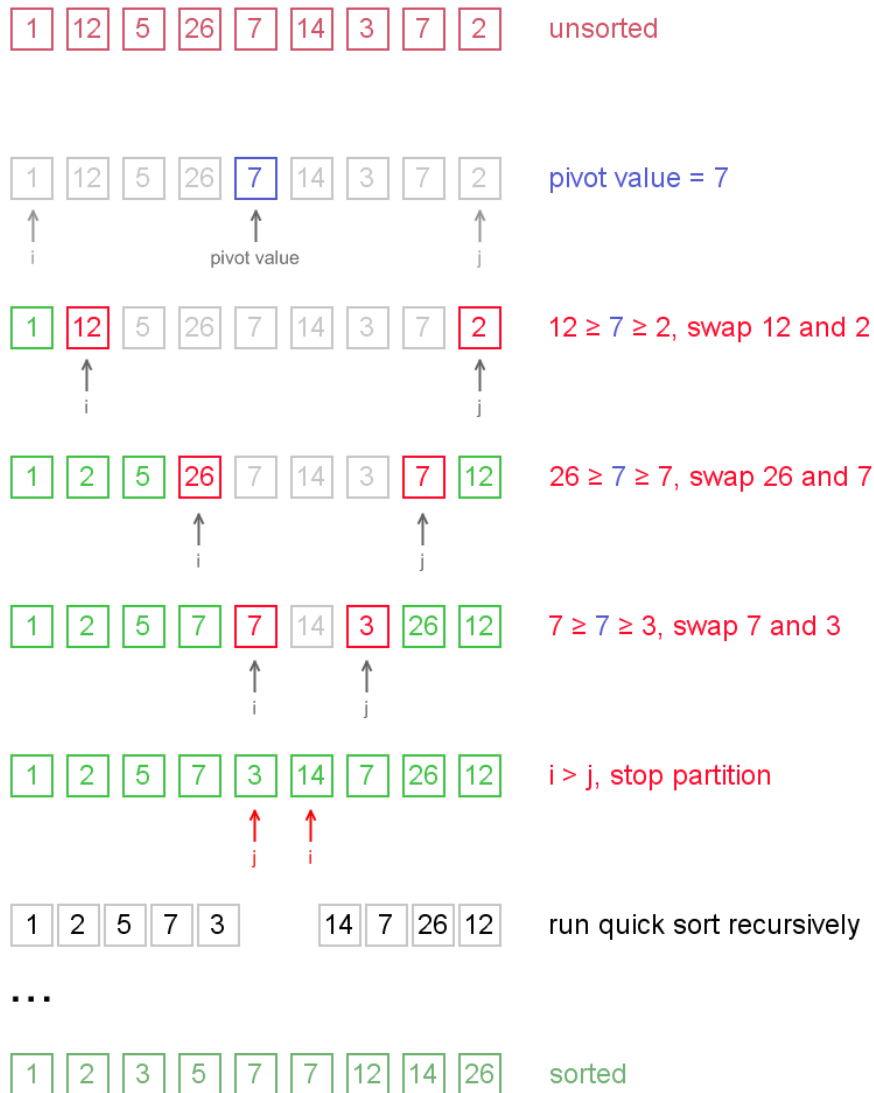 1 12 5 26 7 14 3 7 2 unsorted
1 12 5 26 7 14 3 7 2 pivot value = 7
i pivot value j
1 12 5 26 7 14 3 7 2 12 ≥ 7 ≥ 2, swap 12 and 2
i j
1 2 5 26 7 14 3 7 12 26 ≥ 7 ≥ 7, swap 26 and 7
i j
1 2 5 7 7 14 3 26 12 7 ≥ 7 ≥ 3, swap 7 and 3
i j
1 2 5 7 3 14 7 26 12 i > j, stop partition
j i
1 2 5 7 3 14 7 26 12 run quick sort recursively
...
1 2 3 5 7 7 12 14 26 sorted